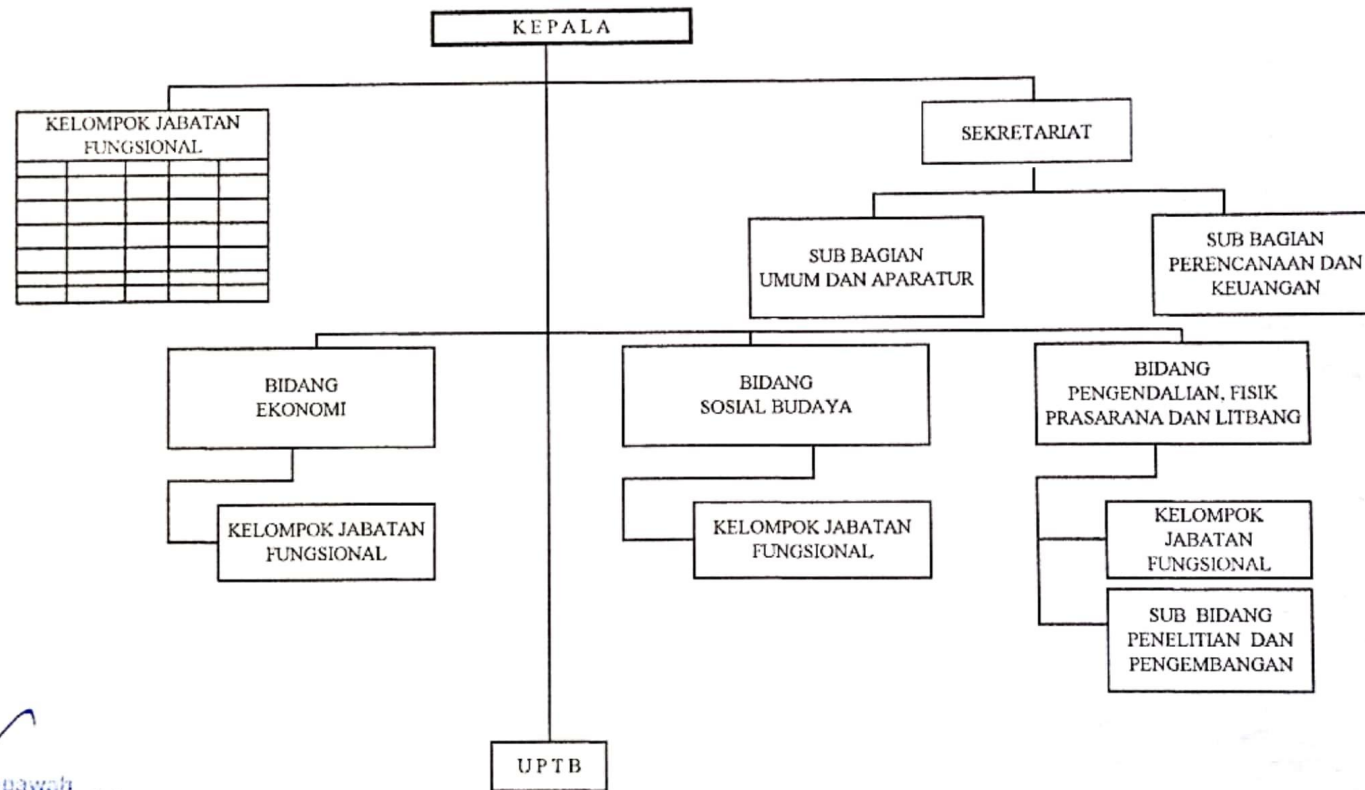 KEPALA
KELOMPOK JABATAN
FUNGSIONAL
SEKRETARIAT
SUB BAGIAN
UMUM DAN APARATUR
SUB BAGIAN
PERENCANAAN DAN
KEUANGAN
BIDANG
EKONOMI
BIDANG
SOSIAL BUDAYA
BIDANG
PENGENDALIAN, FISIK
PRASARANA DAN LITBANG
KELOMPOK JABATAN
FUNGSIONAL
KELOMPOK JABATAN
FUNGSIONAL
KELOMPOK
JABATAN
FUNGSIONAL
SUB BIDANG
PENELITIAN DAN
PENGEMBANGAN
UPTB